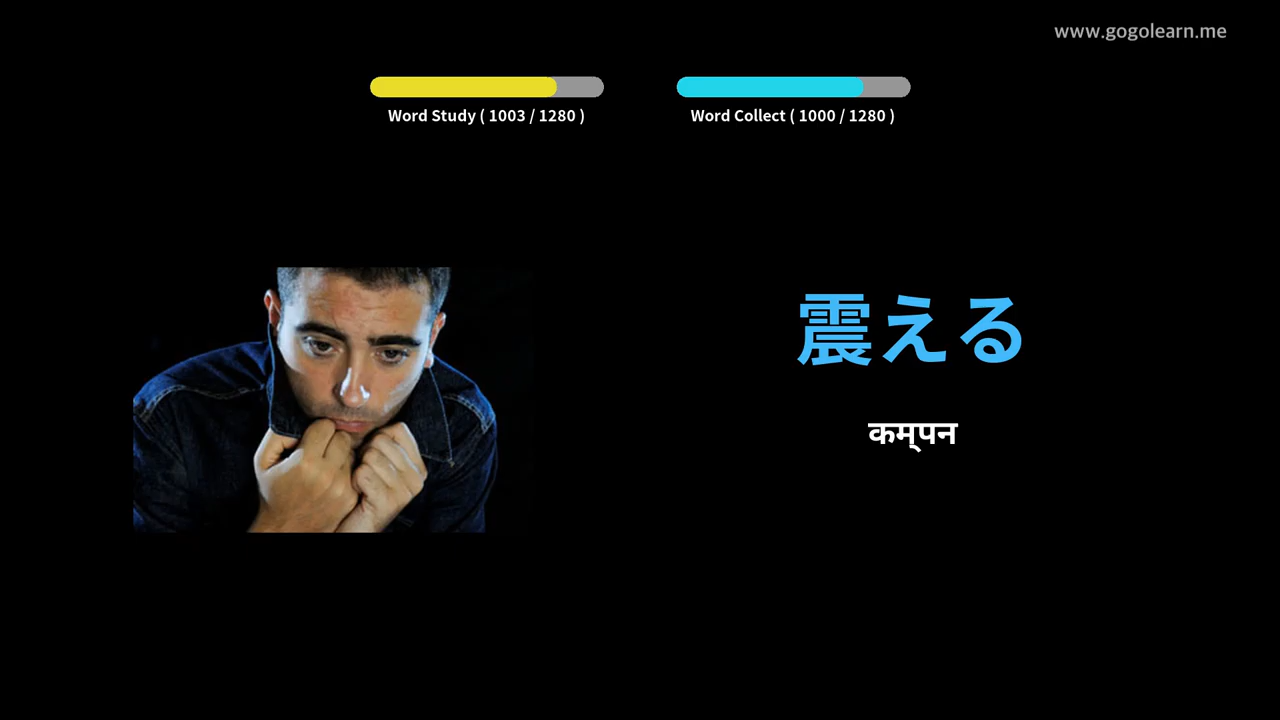 www.gogolearn.me
Word Study ( 1003 / 1280 )
Word Collect ( 1000 / 1280 )
震える
कम्पन